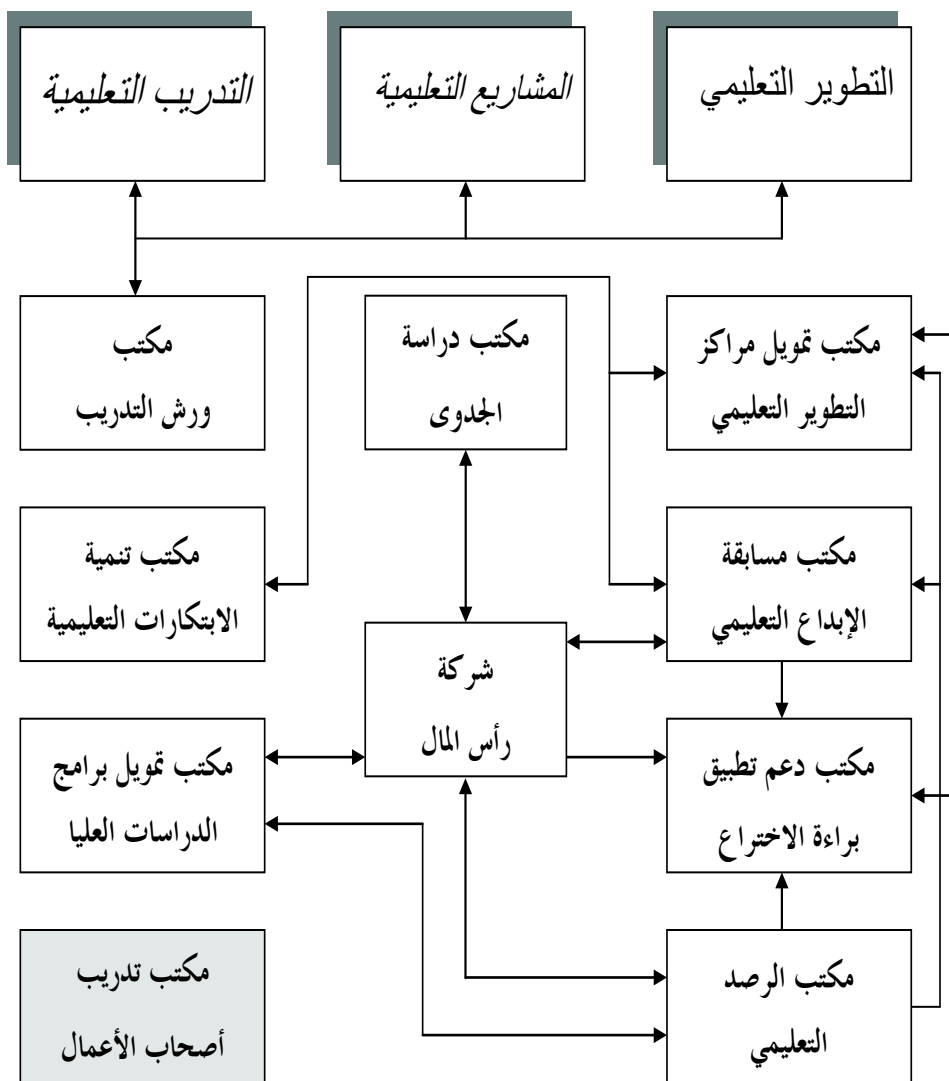 التطوير التعليمي
المشاريع التعليمية
التدريب التعليمية
مكتب تمويل مراكز
التطوير التعليمي
مكتب دراسة
الجدوى
مكتب
ورش التدريب
مكتب مسابقة
الإبداع التعليمي
مكتب تنمية
الابتكارات التعليمية
شركة
رأس المال
مكتب دعم تطبيق
براءة الاختراع
مكتب تمويل برامج
الدراسات العليا
مكتب الرصد
التعليمي
مكتب تدريب
أصحاب الأعمال